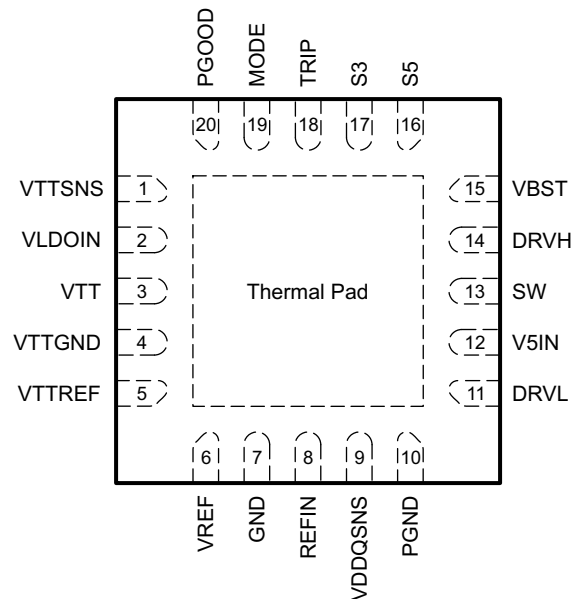 PGOOD
MODE
TRIP
S3
S5
20
19
18
17
16
VTTSNS 1
15 VBST
VLDOIN 2
14 DRVH
VTT 3
Thermal Pad
13 SW
VTTGND 4
12 V5IN
VTTREF 5
11 DRVL
6
7
8
9
10
VREF
GND
REFIN
VDDQSNS
PGND